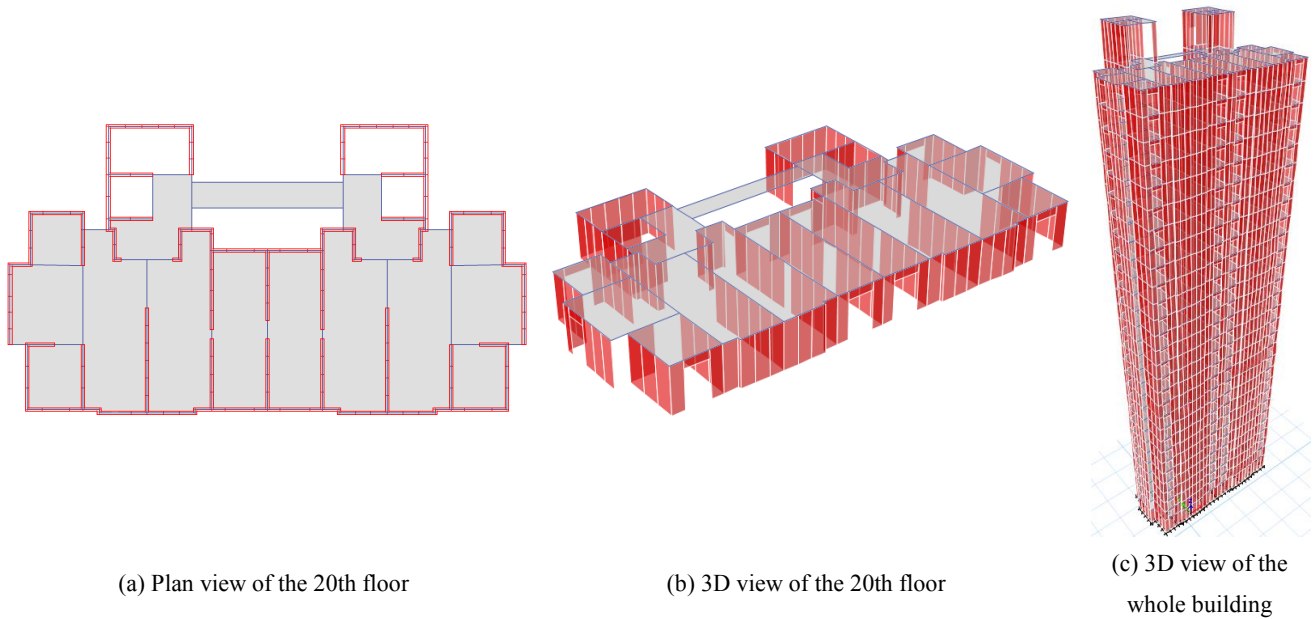 (a) Plan view of the 20th floor
(b) 3D view of the 20th floor
(c) 3D view of the
whole building